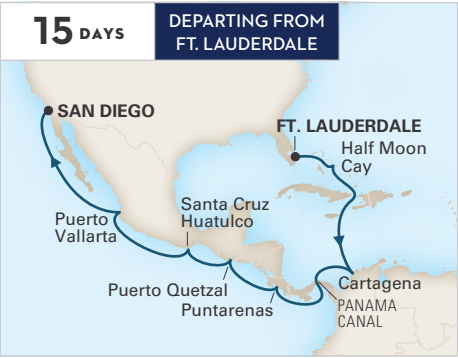 15 DAYS
DEPARTING FROM
FT. LAUDERDALE
SAN DIEGO
FT. LAUDERDALE
Half Moon
Cay
Santa Cruz
Huatulco
Puerto
Vallarta
Puerto Quetzal
Puntarenas
Cartagena
PANAMA
CANAL